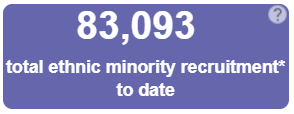 83,093
?
total ethnic minority recruitment*
to date